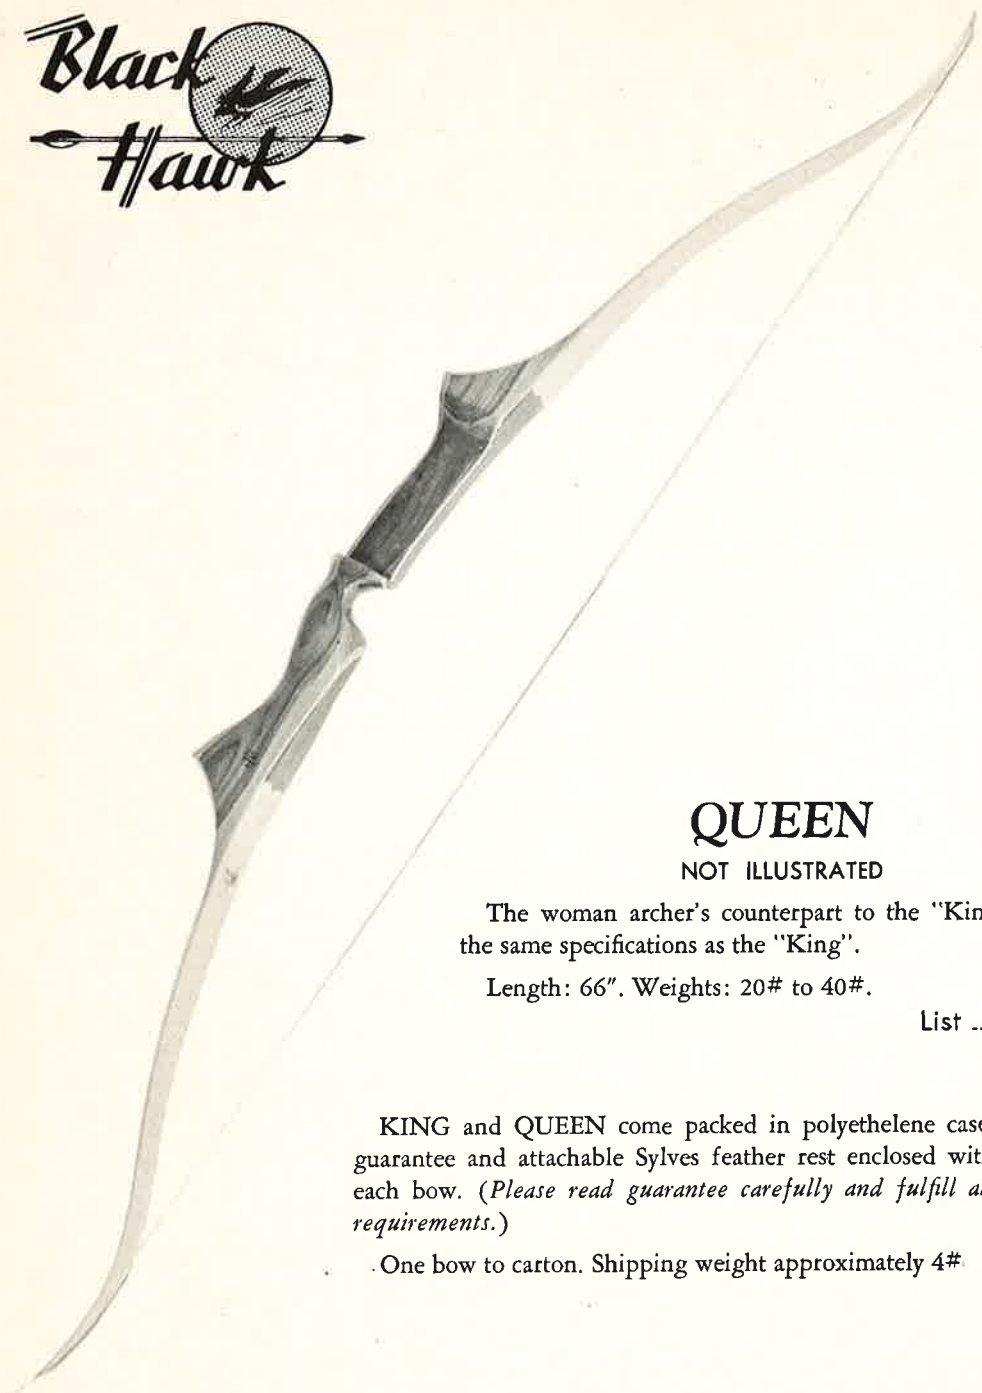 Black
Hawk
QUEEN
NOT ILLUSTRATED
The woman archer's counterpart to the "Kin
the same specifications as the "King".
Length: 66". Weights: 20# to 40#.
List ..
KING and QUEEN come packed in polyethelene case
guarantee and attachable Sylves feather rest enclosed wit
each bow. (Please read guarantee carefully and fulfill a
requirements.)
One bow to carton. Shipping weight approximately 4#